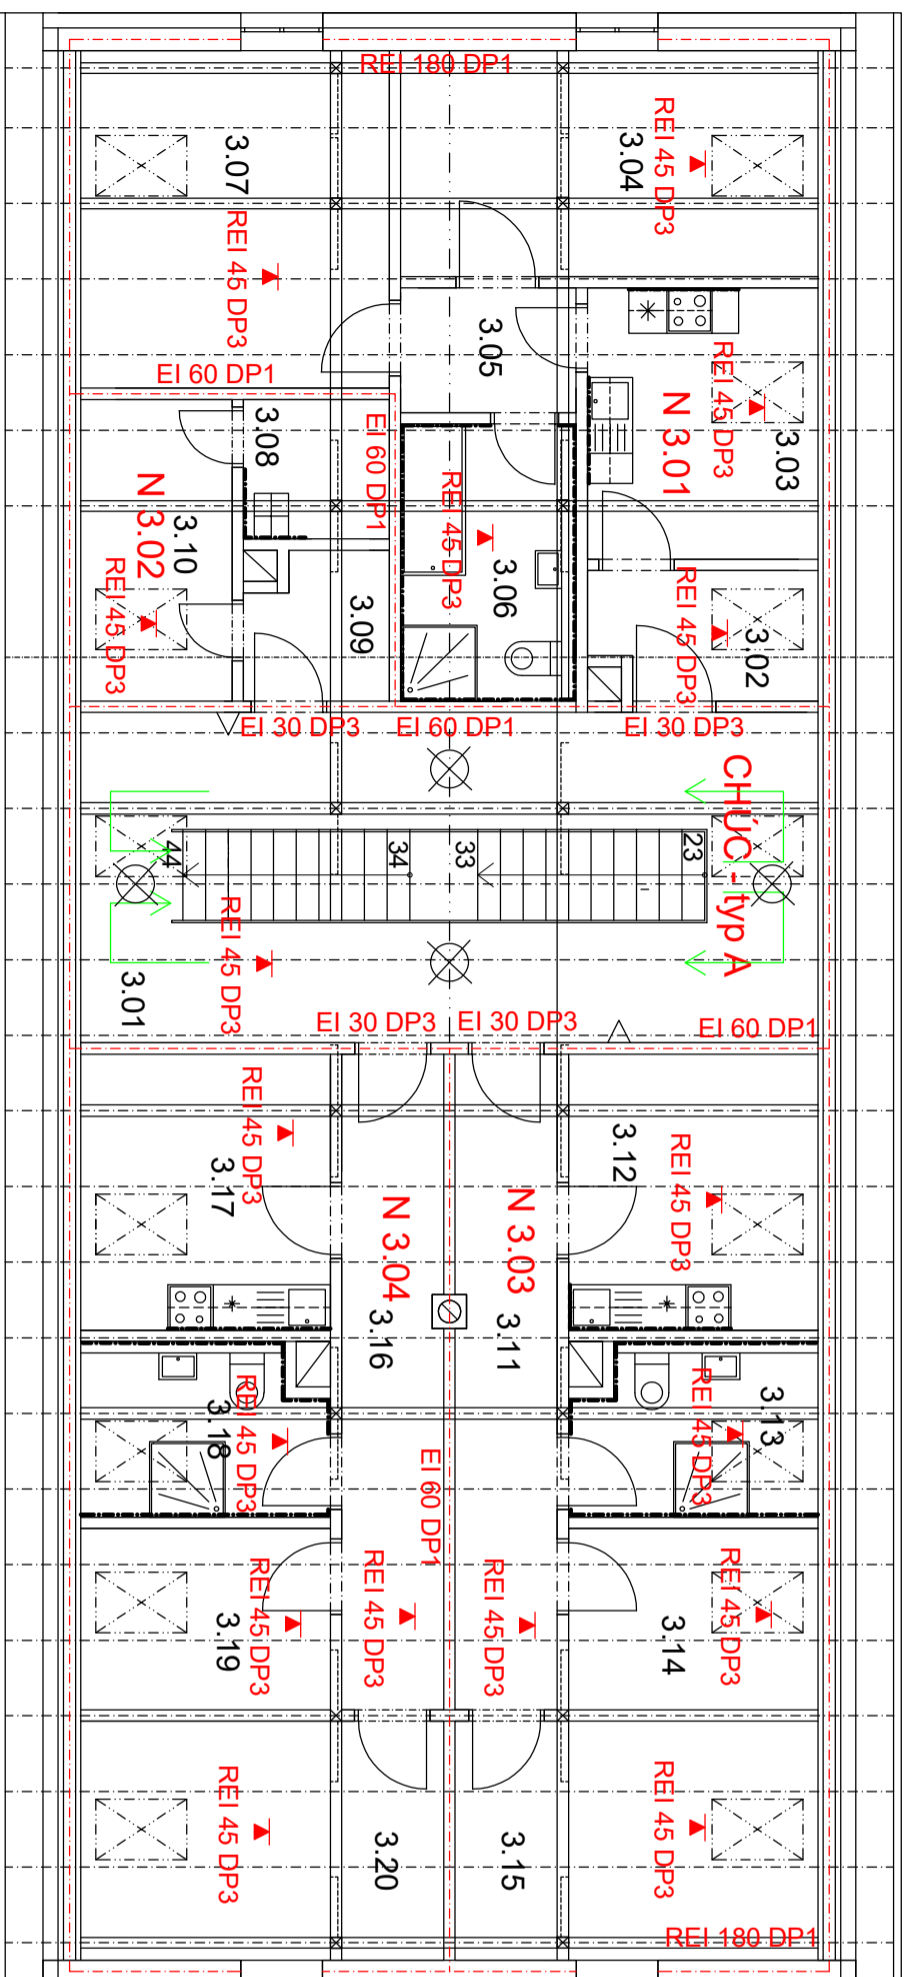 REI 180 DP1
REI 45 DP3
3.04
3.07
REI 45 DP3
3.05
EI 60 DP1
REI 45 DP3
N 3.01
3.03
3.08
EI 60 DP1
REI 45 DP3
N 3.02
3.10
REI 45 DP3
3.06
3.09
REI 45 DP3
3.02
EI 30 DP3
EI 60 DP1
EI 30 DP3
CHÚC - typ A
44
34
33
23
REI 45 DP3
3.01
EI 30 DP3
EI 30 DP3
EI 60 DP1
REI 45 DP3
3.17
3.12
REI 45 DP3
N 3.04
N 3.03
3.16
3.11
REI 45 DP3
3.18
REI 45 DP3
3.13
EI 60 DP1
REI 45 DP3
3.19
REI 45 DP3
REI 45 DP3
3.14
REI 45 DP3
REI 45 DP3
3.20
3.15
REI 45 DP3
REI 180 DP1